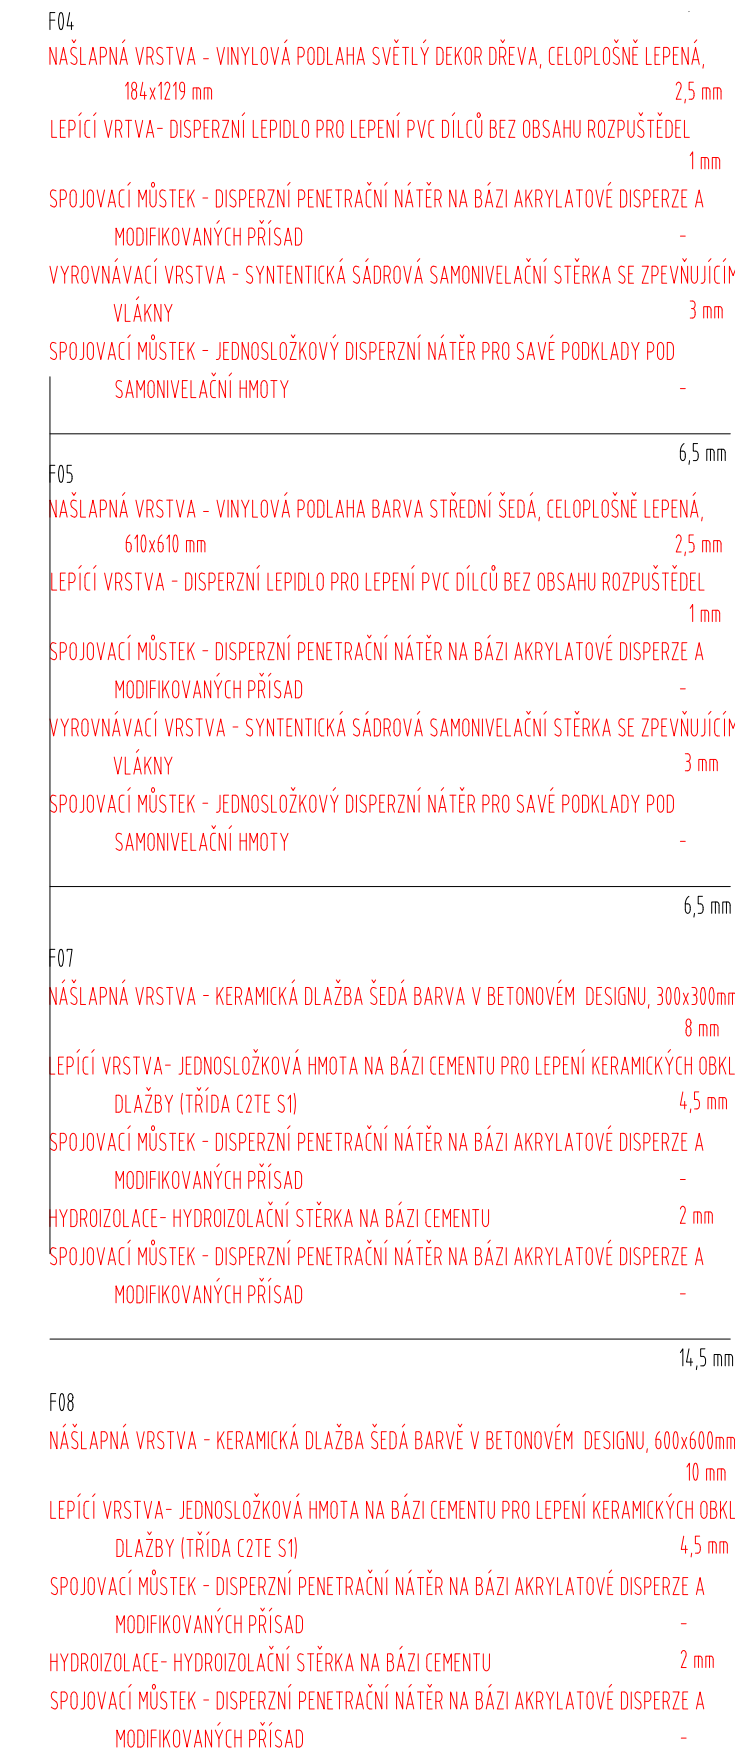 F04
NAŠLAPNÁ VRSTVA - VINYLOVÁ PODLAHA SVĚTLÝ DEKOR DŘEVA, CELOPLOŠNĚ LEPENÁ,
184x1219 mm 2,5 mm
LEPÍCÍ VRTVA- DISPERZNÍ LEPIDLO PRO LEPENÍ PVC DÍLCŮ BEZ OBSAHU ROZPUŠTĚDEL
1 mm
SPOJOVACÍ MŮSTEK - DISPERZNÍ PENETRAČNÍ NÁTĚR NA BÁZI AKRYLATOVÉ DISPERZE A
MODIFIKOVANÝCH PŘÍSAD -
VYROVNÁVACÍ VRSTVA - SYNTENTICKÁ SÁDROVÁ SAMONIVELAČNÍ STĚRKA SE ZPEVŇUJÍCÍM
VLÁKNY 3 mm
SPOJOVACÍ MŮSTEK - JEDNOSLOŽKOVÝ DISPERZNÍ NÁTĚR PRO SAVÉ PODKLADY POD
SAMONIVELAČNÍ HMOTY -
6,5 mm
F05
NAŠLAPNÁ VRSTVA - VINYLOVÁ PODLAHA BARVA STŘEDNÍ ŠEDÁ, CELOPLOŠNĚ LEPENÁ,
610x610 mm 2,5 mm
LEPÍCÍ VRSTVA - DISPERZNÍ LEPIDLO PRO LEPENÍ PVC DÍLCŮ BEZ OBSAHU ROZPUŠTĚDEL
1 mm
SPOJOVACÍ MŮSTEK - DISPERZNÍ PENETRAČNÍ NÁTĚR NA BÁZI AKRYLATOVÉ DISPERZE A
MODIFIKOVANÝCH PŘÍSAD -
VYROVNÁVACÍ VRSTVA - SYNTENTICKÁ SÁDROVÁ SAMONIVELAČNÍ STĚRKA SE ZPEVŇUJÍCÍM
VLÁKNY 3 mm
SPOJOVACÍ MŮSTEK - JEDNOSLOŽKOVÝ DISPERZNÍ NÁTĚR PRO SAVÉ PODKLADY POD
SAMONIVELAČNÍ HMOTY -
6,5 mm
F07
NÁŠLAPNÁ VRSTVA - KERAMICKÁ DLAŽBA ŠEDÁ BARVA V BETONOVÉM DESIGNU, 300x300mm
8 mm
LEPÍCÍ VRSTVA- JEDNOSLOŽKOVÁ HMOTA NA BÁZI CEMENTU PRO LEPENÍ KERAMICKÝCH OBKL
DLAŽBY (TŘÍDA C2TE S1) 4,5 mm
SPOJOVACÍ MŮSTEK - DISPERZNÍ PENETRAČNÍ NÁTĚR NA BÁZI AKRYLATOVÉ DISPERZE A
MODIFIKOVANÝCH PŘÍSAD -
HYDROIZOLACE- HYDROIZOLAČNÍ STĚRKA NA BÁZI CEMENTU 2 mm
SPOJOVACÍ MŮSTEK - DISPERZNÍ PENETRAČNÍ NÁTĚR NA BÁZI AKRYLATOVÉ DISPERZE A
MODIFIKOVANÝCH PŘÍSAD -
14,5 mm
F08
NÁŠLAPNÁ VRSTVA - KERAMICKÁ DLAŽBA ŠEDÁ BARVĚ V BETONOVÉM DESIGNU, 600x600mm
10 mm
LEPÍCÍ VRSTVA- JEDNOSLOŽKOVÁ HMOTA NA BÁZI CEMENTU PRO LEPENÍ KERAMICKÝCH OBKL
DLAŽBY (TŘÍDA C2TE S1) 4,5 mm
SPOJOVACÍ MŮSTEK - DISPERZNÍ PENETRAČNÍ NÁTĚR NA BÁZI AKRYLATOVÉ DISPERZE A
MODIFIKOVANÝCH PŘÍSAD -
HYDROIZOLACE- HYDROIZOLAČNÍ STĚRKA NA BÁZI CEMENTU 2 mm
SPOJOVACÍ MŮSTEK - DISPERZNÍ PENETRAČNÍ NÁTĚR NA BÁZI AKRYLATOVÉ DISPERZE A
MODIFIKOVANÝCH PŘÍSAD -